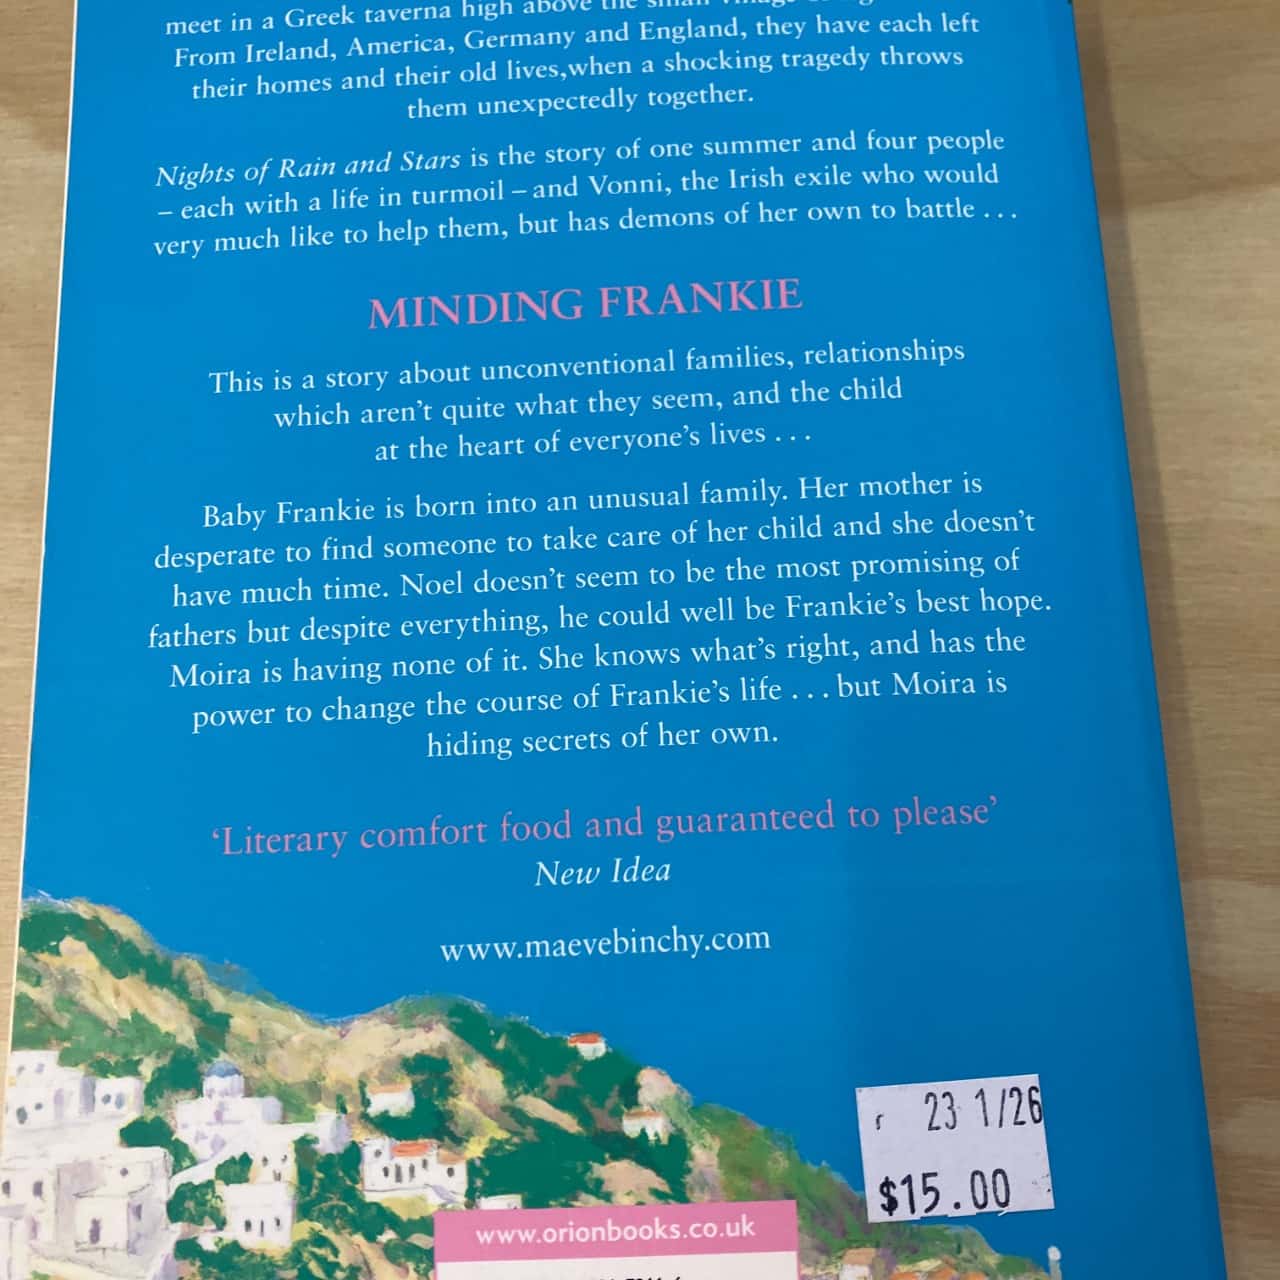 meet in a Greek taverna high above the small village
From Ireland, America, Germany and England, they have each left
their homes and their old lives,when a shocking tragedy throws
them unexpectedly together.
Nights of Rain and Stars is the story of one summer and four people
– each with a life in turmoil – and Vonni, the Irish exile who would
very much like to help them, but has demons of her own to battle . . .
MINDING FRANKIE
This is a story about unconventional families, relationships
which aren’t quite what they seem, and the child
at the heart of everyone’s lives . . .
Baby Frankie is born into an unusual family. Her mother is
desperate to find someone to take care of her child and she doesn’t
have much time. Noel doesn’t seem to be the most promising of
fathers but despite everything, he could well be Frankie’s best hope.
Moira is having none of it. She knows what’s right, and has the
power to change the course of Frankie’s life . . . but Moira is
hiding secrets of her own.
‘Literary comfort food and guaranteed to please’
New Idea
www.maevebinchy.com
r 23 1/26
$15.00
www.orionbooks.co.uk